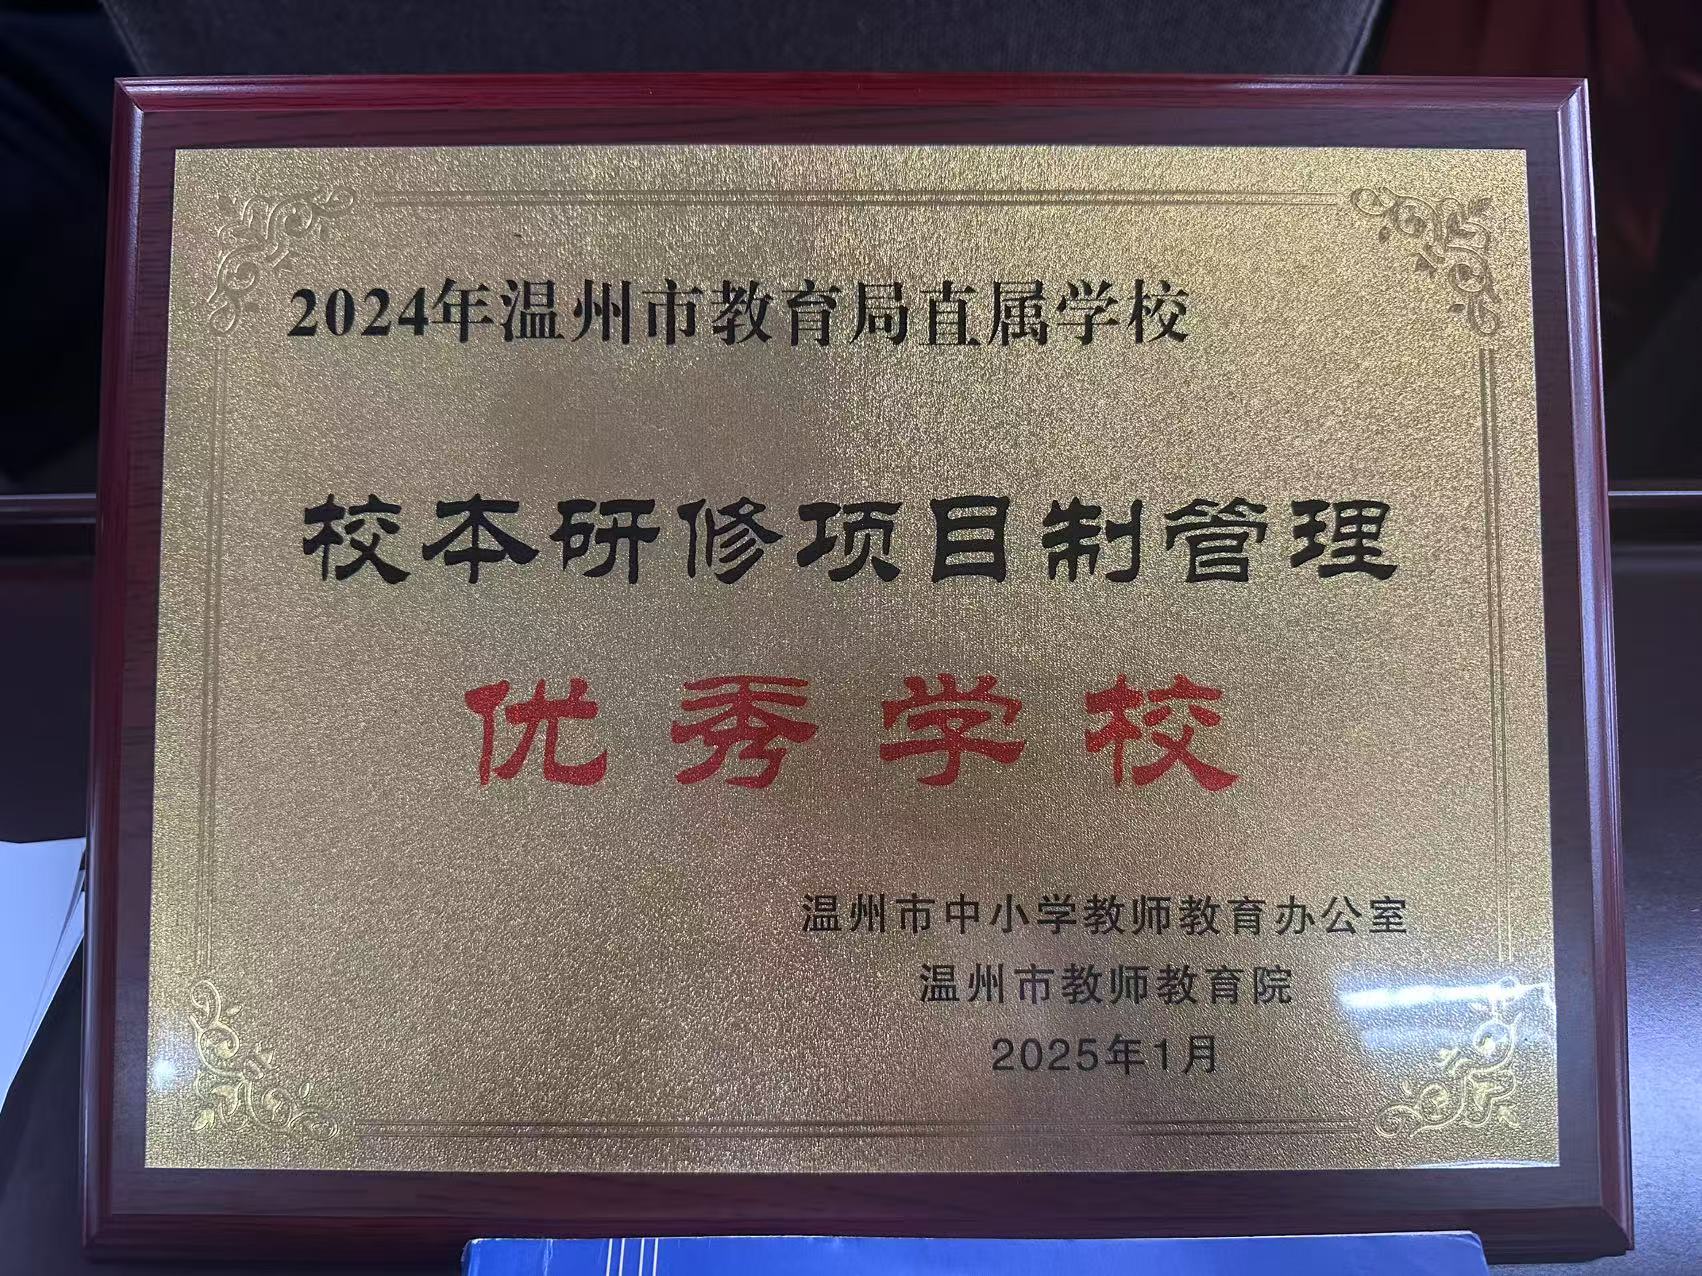 2024年温州市教育局直属学校
校本研修项目制管理
优秀学校
温州市中小学教师教育办公室
温州市教师教育院
2025年1月